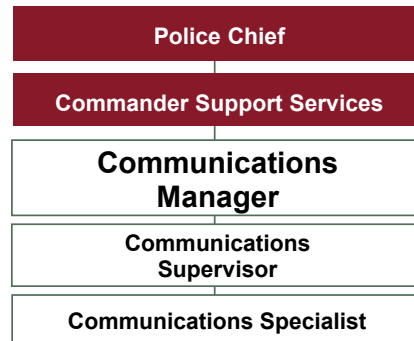 Police Chief
Commander Support Services
Communications
Manager
Communications
Supervisor
Communications Specialist